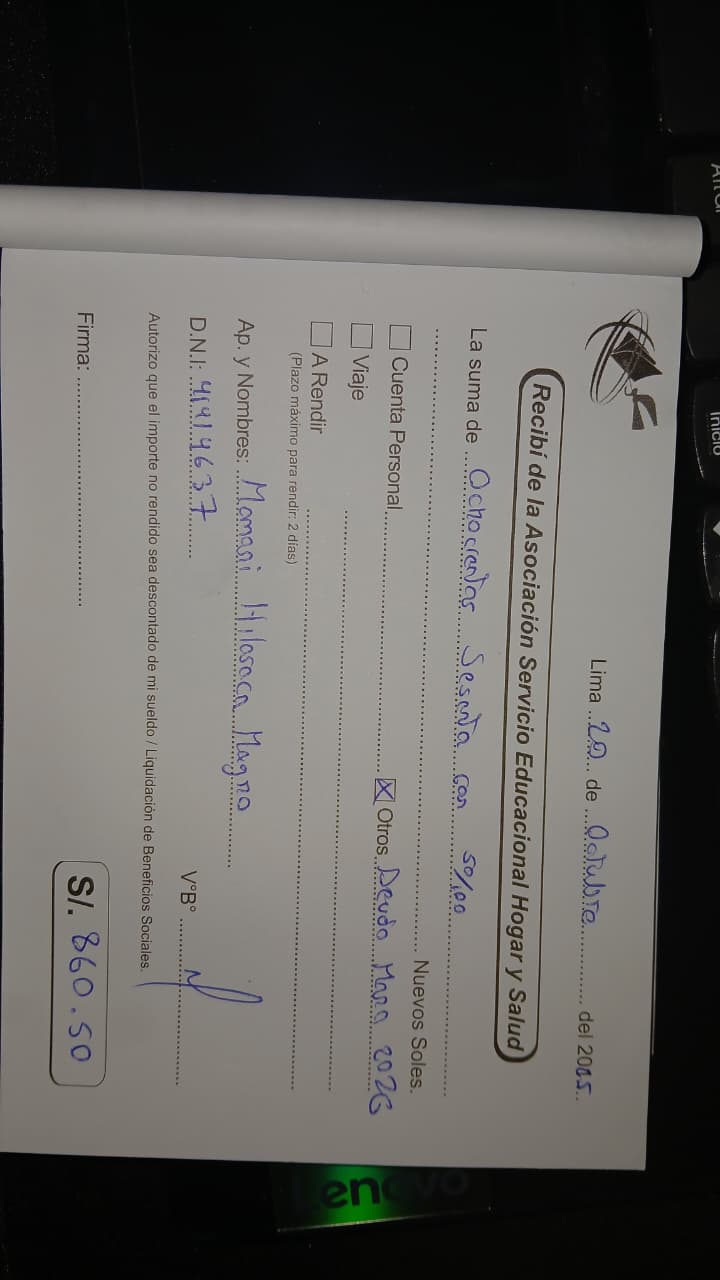 Lima ..20.. de ...Octubre............ del 2025..
Recibí de la Asociación Servicio Educacional Hogar y Salud
La suma de ...Ochocientos Sesenta con 50/00
Nuevos Soles.
Cuenta Personal
X Otros Deuda Mana 2026
Viaje
A Rendir
(Plazo máximo para rendir: 2 días)
Ap. y Nombres: Mamani Hilasaca Magno
D.N.I: 41914637
V°B°
Autorizo que el importe no rendido sea descontado de mi sueldo / Liquidación de Beneficios Sociales.
Firma:
S/. 860.50
Inicio
Lenovo